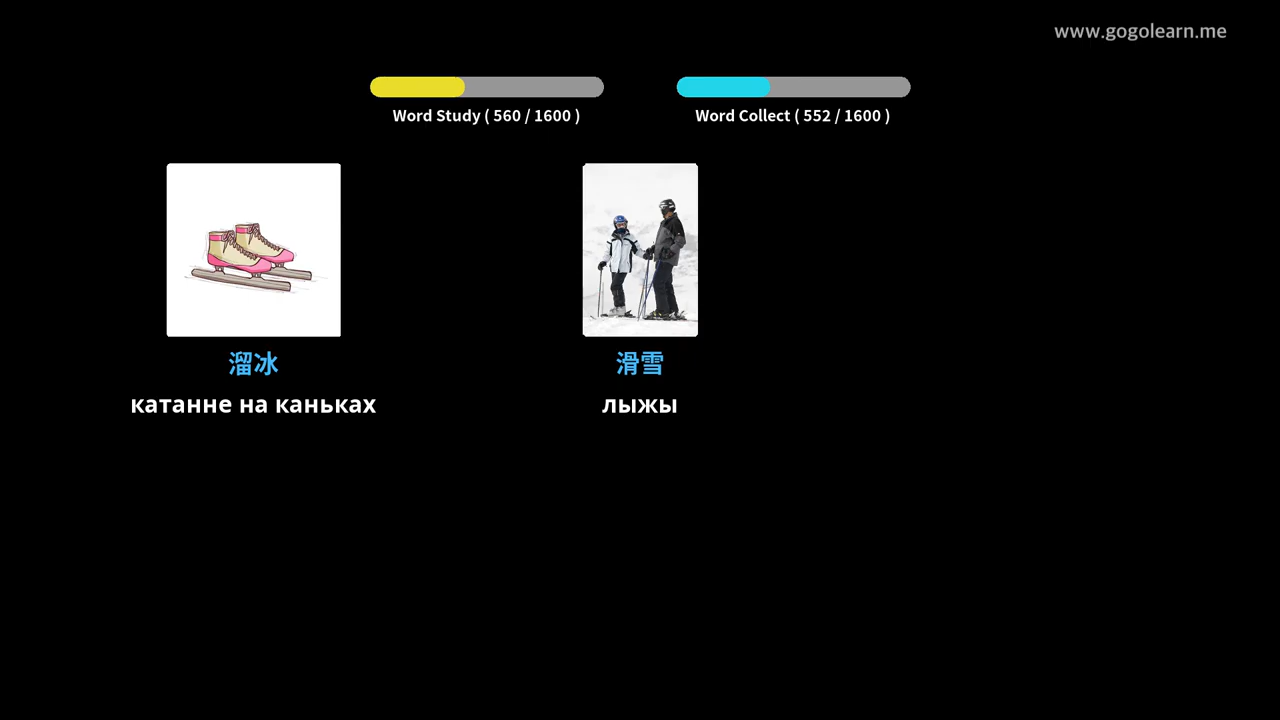 www.gogolearn.me
Word Study ( 560 / 1600 )
Word Collect ( 552 / 1600 )
溜冰
滑雪
катанне на каньках
лыжы